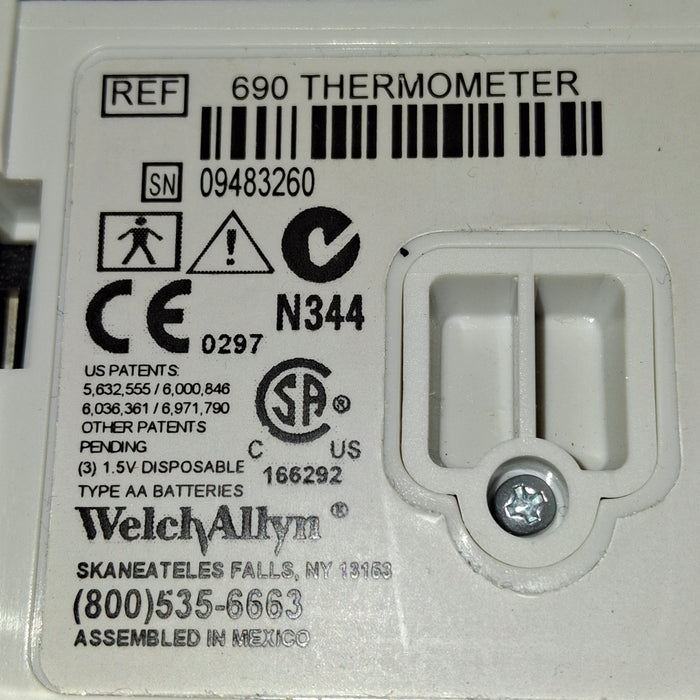 REF 690 THERMOMETER
SN 09483260
CE 0297 N344
US PATENTS:
5,632,555 / 6,000,846
6,036,361 / 6,971,790
OTHER PATENTS
PENDING
(3) 1.5V DISPOSABLE
TYPE AA BATTERIES
SA ®
C US
166292
WelchAllyn ®
SKANEATELES FALLS, NY 13153
(800)535-6663
ASSEMBLED IN MEXICO